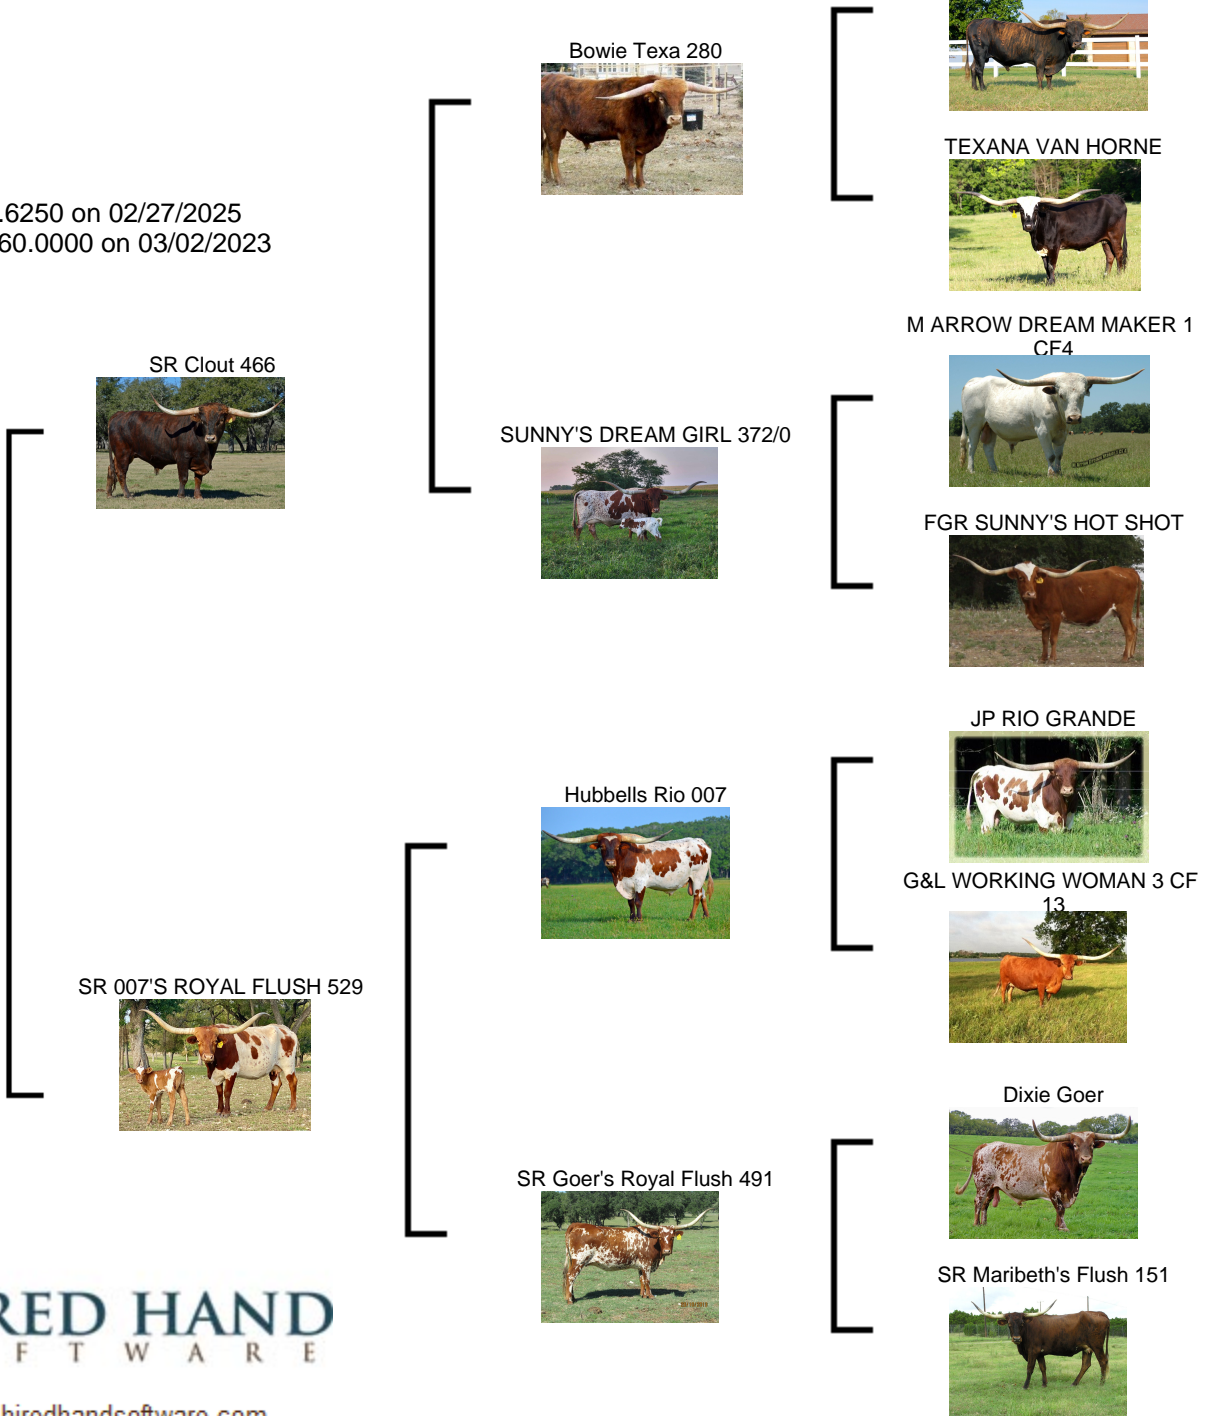 Bowie Texa 280
TEXANA VAN HORNE
.6250 on 02/27/2025
60.0000 on 03/02/2023
M ARROW DREAM MAKER 1
CF4
SR Clout 466
SUNNY'S DREAM GIRL 372/0
FGR SUNNY'S HOT SHOT
JP RIO GRANDE
Hubbells Rio 007
G&L WORKING WOMAN 3 CF
13
SR 007'S ROYAL FLUSH 529
Dixie Goer
SR Goer's Royal Flush 491
SR Maribeth's Flush 151
RED HAND
F T W A R E
hiredhandsoftware.com